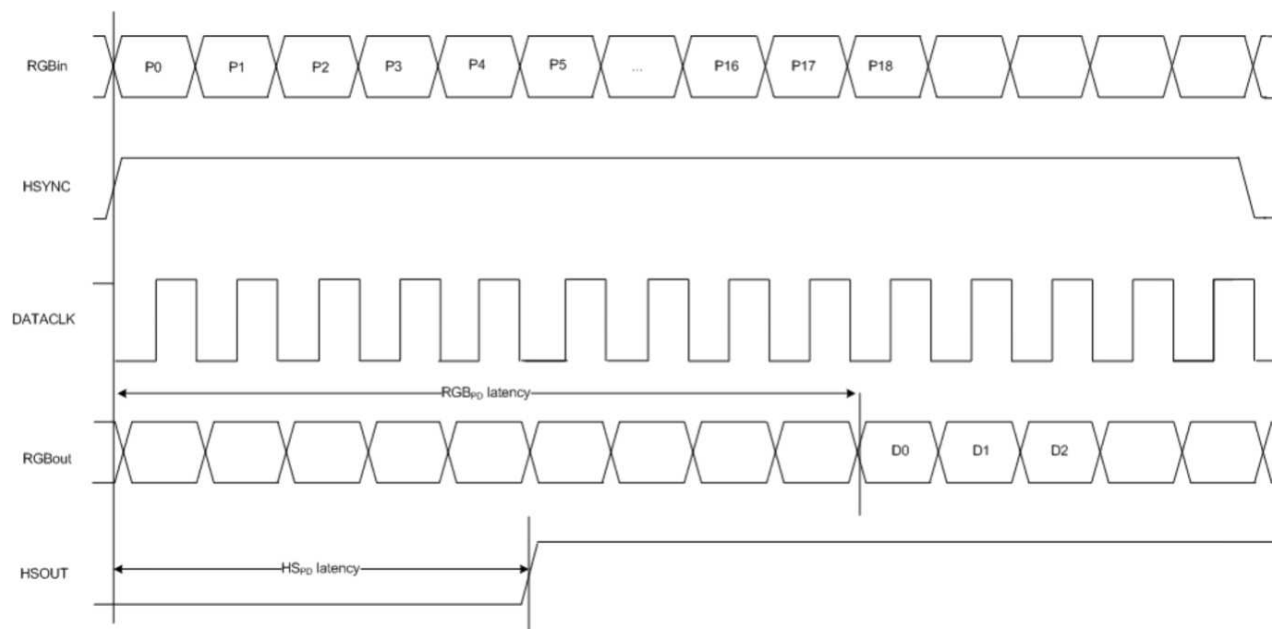 RGBin P0 P1 P2 P3 P4 P5 ... P16 P17 P18
HSYNC
DATACLK
RGBPD latency
RGBout D0 D1 D2
HSPD latency
HSOUT